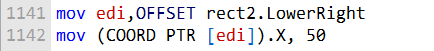 1141 mov edi,OFFSET rect2.LowerRight
1142 mov (COORD PTR [edi]).X, 50